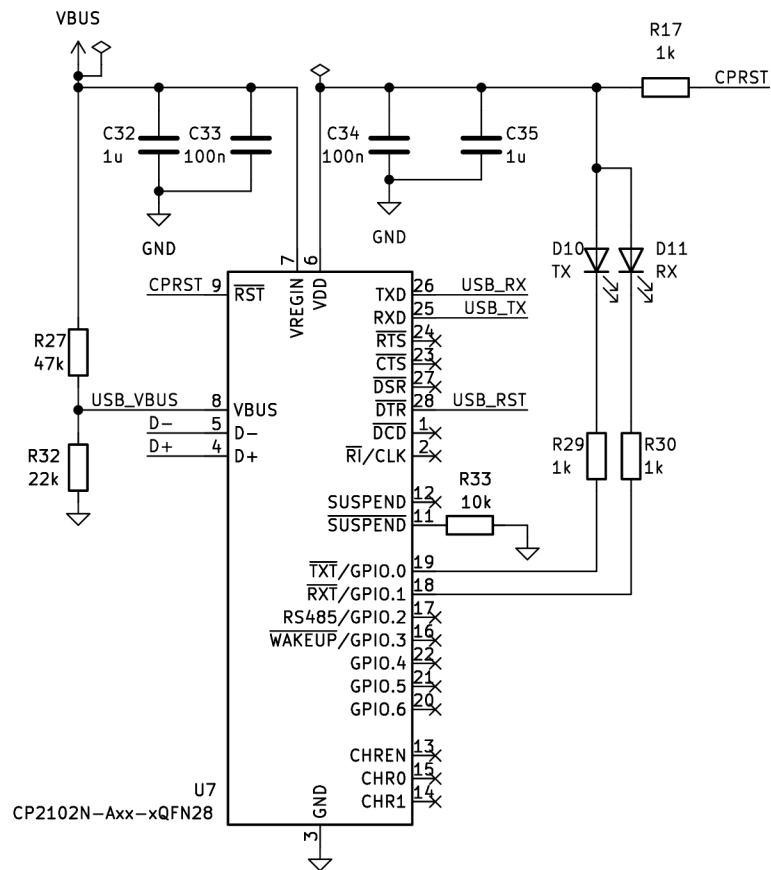 VBUS
R17
1k
CPRST
C32
1u
C33
100n
C34
100n
C35
1u
GND
GND
D10
TX
D11
RX
7
6
VREGIN
VDD
CPRST 9 RST
TXD 26 USB_RX
RXD 25 USB_TX
RTS 24
CTS 23
DSR 27
DTR 28 USB_RST
DCD 1
RI/CLK 2
R27
47k
USB_VBUS 8 VBUS
D- 5 D-
D+ 4 D+
R32
22k
R29
1k
R30
1k
R33
10k
SUSPEND 12
SUSPEND 11
TXT/GPIO.0 19
RXT/GPIO.1 18
RS485/GPIO.2 17
WAKEUP/GPIO.3 16
GPIO.4 22
GPIO.5 21
GPIO.6 20
CHREN 13
CHR0 15
CHR1 14
U7
CP2102N-Axx-xQFN28
GND
3